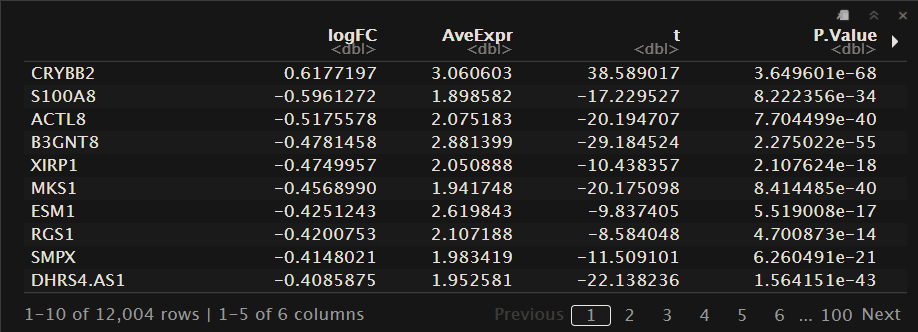 logFC AveExpr t P.Value
<dbl> <dbl> <dbl> <dbl>
CRYBB2 0.6177197 3.060603 38.589017 3.649601e-68
S100A8 -0.5961272 1.898582 -17.229527 8.222356e-34
ACTL8 -0.5175578 2.075183 -20.194707 7.704499e-40
B3GNT8 -0.4781458 2.881399 -29.184524 2.275022e-55
XIRP1 -0.4749957 2.050888 -10.438357 2.107624e-18
MKS1 -0.4568990 1.941748 -20.175098 8.414485e-40
ESM1 -0.4251243 2.619843 -9.837405 5.519008e-17
RGS1 -0.4200753 2.107188 -8.584048 4.700873e-14
SMPX -0.4148021 1.983419 -11.509101 6.260491e-21
DHRS4.AS1 -0.4085875 1.952581 -22.138236 1.564151e-43
1-10 of 12,004 rows | 1-5 of 6 columns Previous 1 2 3 4 5 6 ... 100 Next